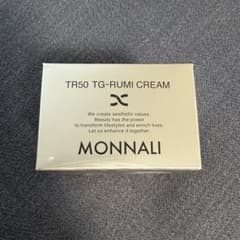 TR50 TG-RUMI CREAM
We create aesthetic values.
Beauty has the power
to transform lifestyles and enrich lives.
Let us enhance it together.
MONNALI